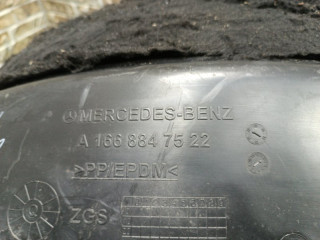 MERCEDES-BENZ
A 166 884 75 22
>PP/EPDM<
ZGS